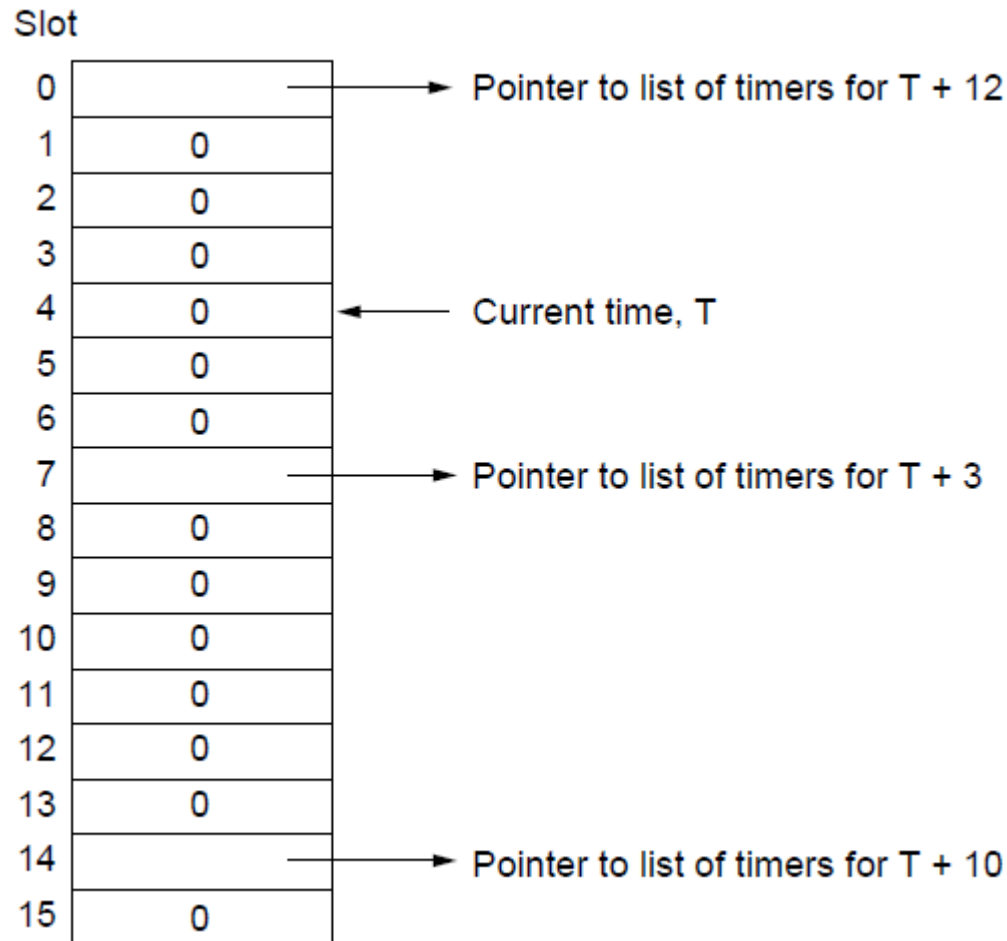 Slot
0 Pointer to list of timers for T + 12
1 0
2 0
3 0
4 0 Current time, T
5 0
6 0
7 Pointer to list of timers for T + 3
8 0
9 0
10 0
11 0
12 0
13 0
14 Pointer to list of timers for T + 10
15 0